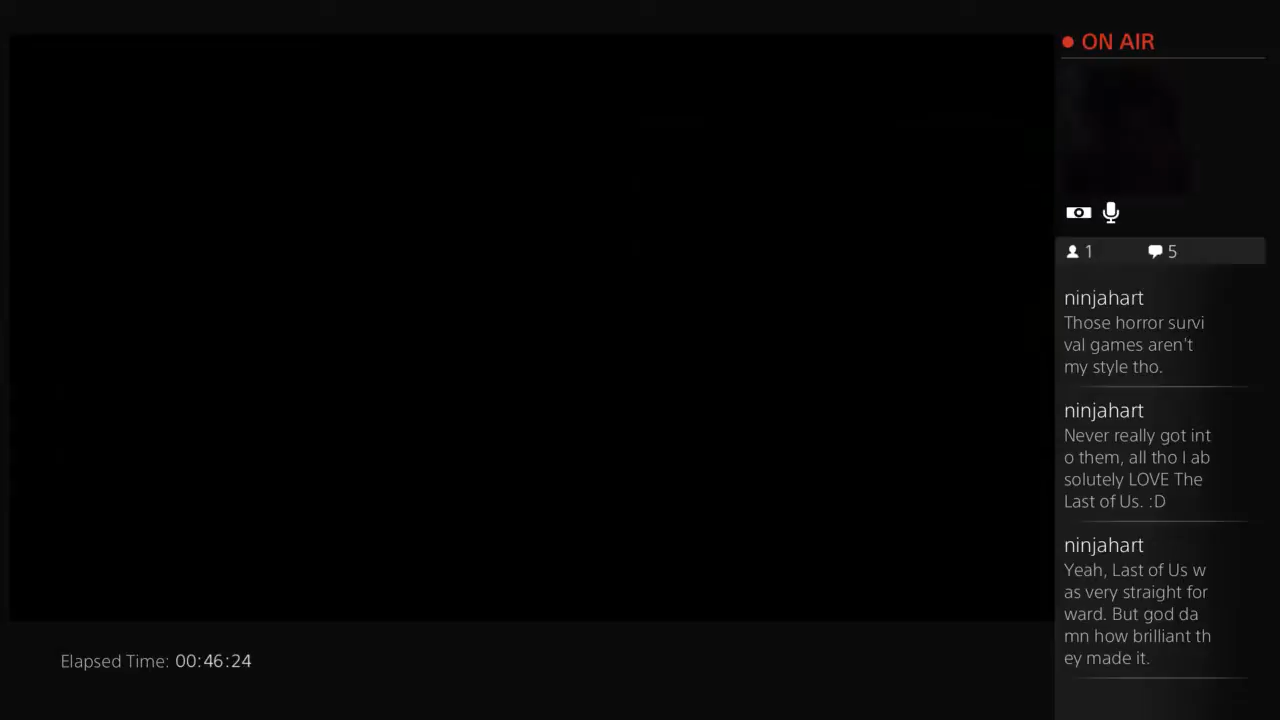 ON AIR
1 5
ninjahart
Those horror survi
val games aren't
my style tho.
ninjahart
Never really got int
o them, all tho I ab
solutely LOVE The
Last of Us. :D
ninjahart
Yeah, Last of Us w
as very straight for
ward. But god da
mn how brilliant th
ey made it.
Elapsed Time: 00:46:24